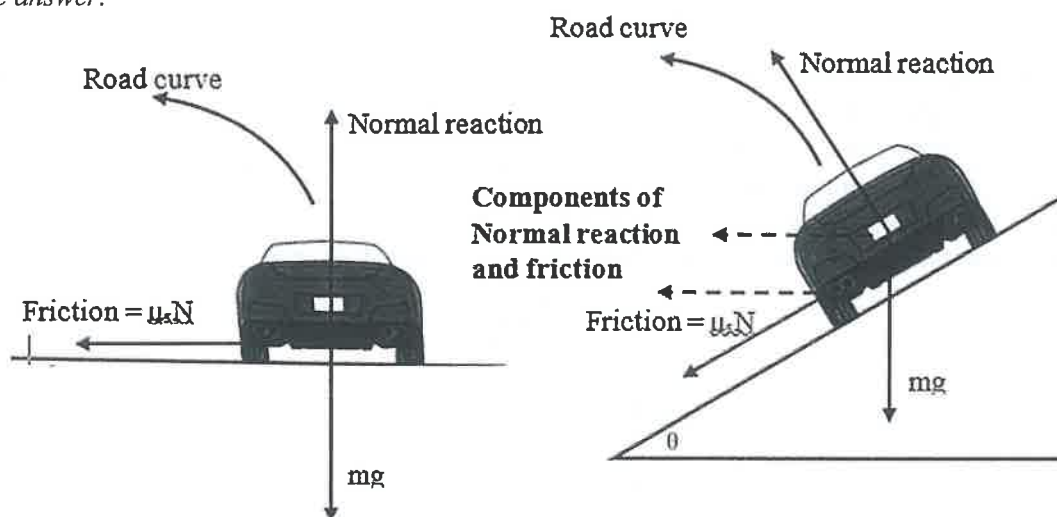 answer.
Road curve
Normal reaction
Friction = μₛN
mg
Road curve
Normal reaction
Components of
Normal reaction
and friction
Friction = μₛN
mg
θ